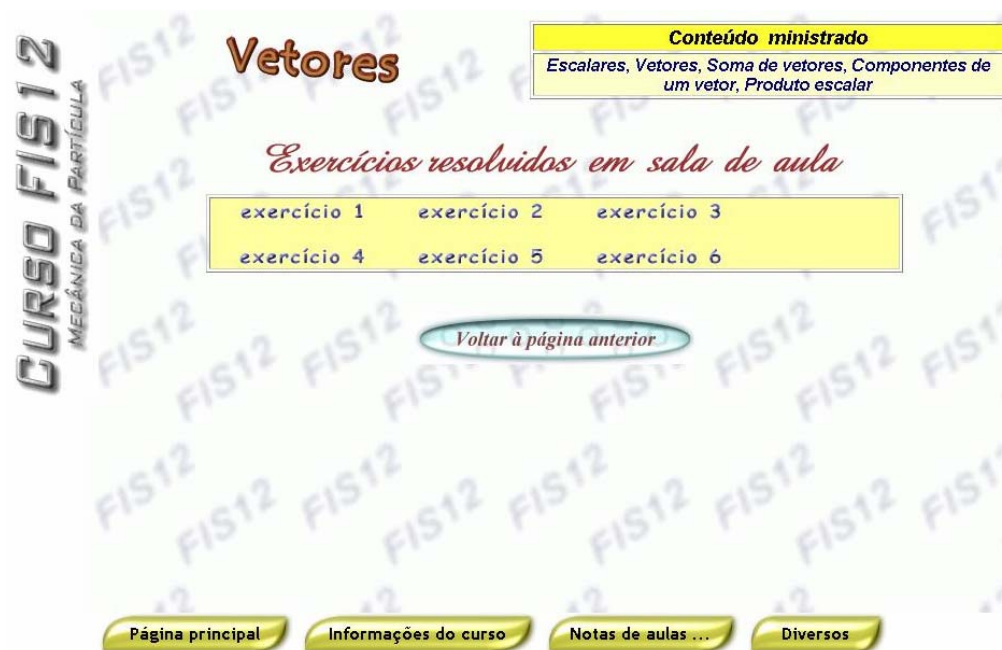 CURSO FIS12
MECÂNICA DA PARTÍCULA
Vetores
Conteúdo ministrado
Escalares, Vetores, Soma de vetores, Componentes de
um vetor, Produto escalar
Exercícios resolvidos em sala de aula
exercício 1 exercício 2 exercício 3
exercício 4 exercício 5 exercício 6
Voltar à página anterior
Página principal Informações do curso Notas de aulas ... Diversos